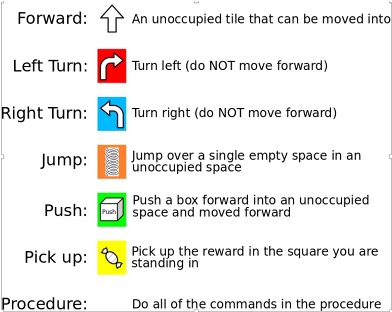 Forward: An unoccupied tile that can be moved into
Left Turn: Turn left (do NOT move forward)
Right Turn: Turn right (do NOT move forward)
Jump: Jump over a single empty space in an
unoccupied space
Push: Push Push a box forward into an unoccupied
space and moved forward
Pick up: Pick up the reward in the square you are
standing in
Procedure: Do all of the commands in the procedure